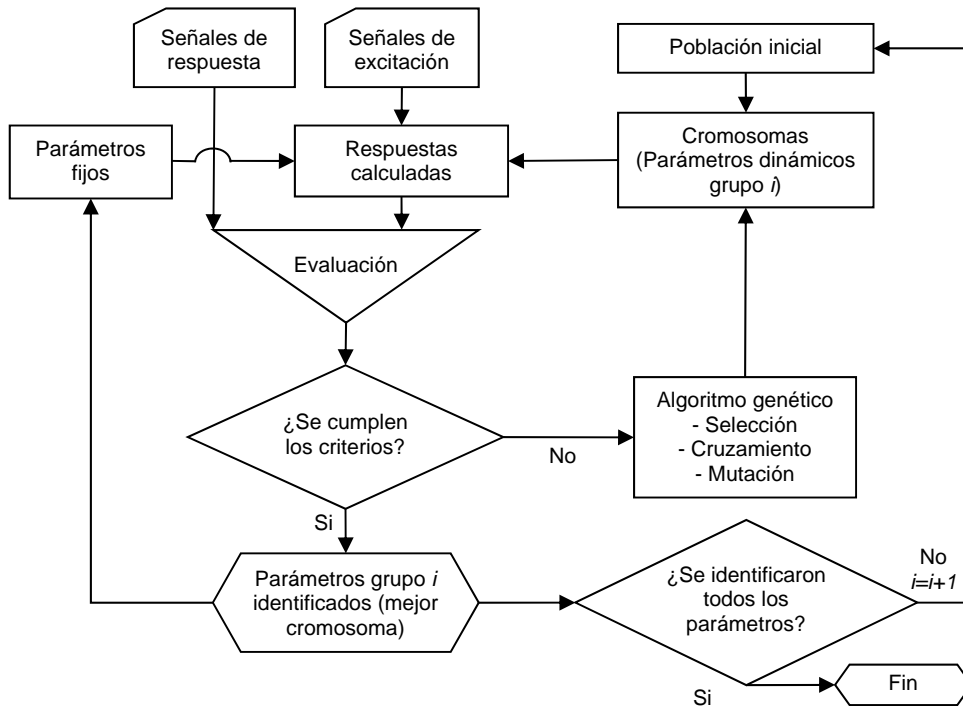 Señales de
respuesta
Señales de
excitación
Población inicial
Parámetros
fijos
Respuestas
calculadas
Cromosomas
(Parámetros dinámicos
grupo i)
Evaluación
¿Se cumplen
los criterios?
No
Algoritmo genético
- Selección
- Cruzamiento
- Mutación
Si
Parámetros grupo i
identificados (mejor
cromosoma)
¿Se identificaron
todos los
parámetros?
No
i=i+1
Si
Fin